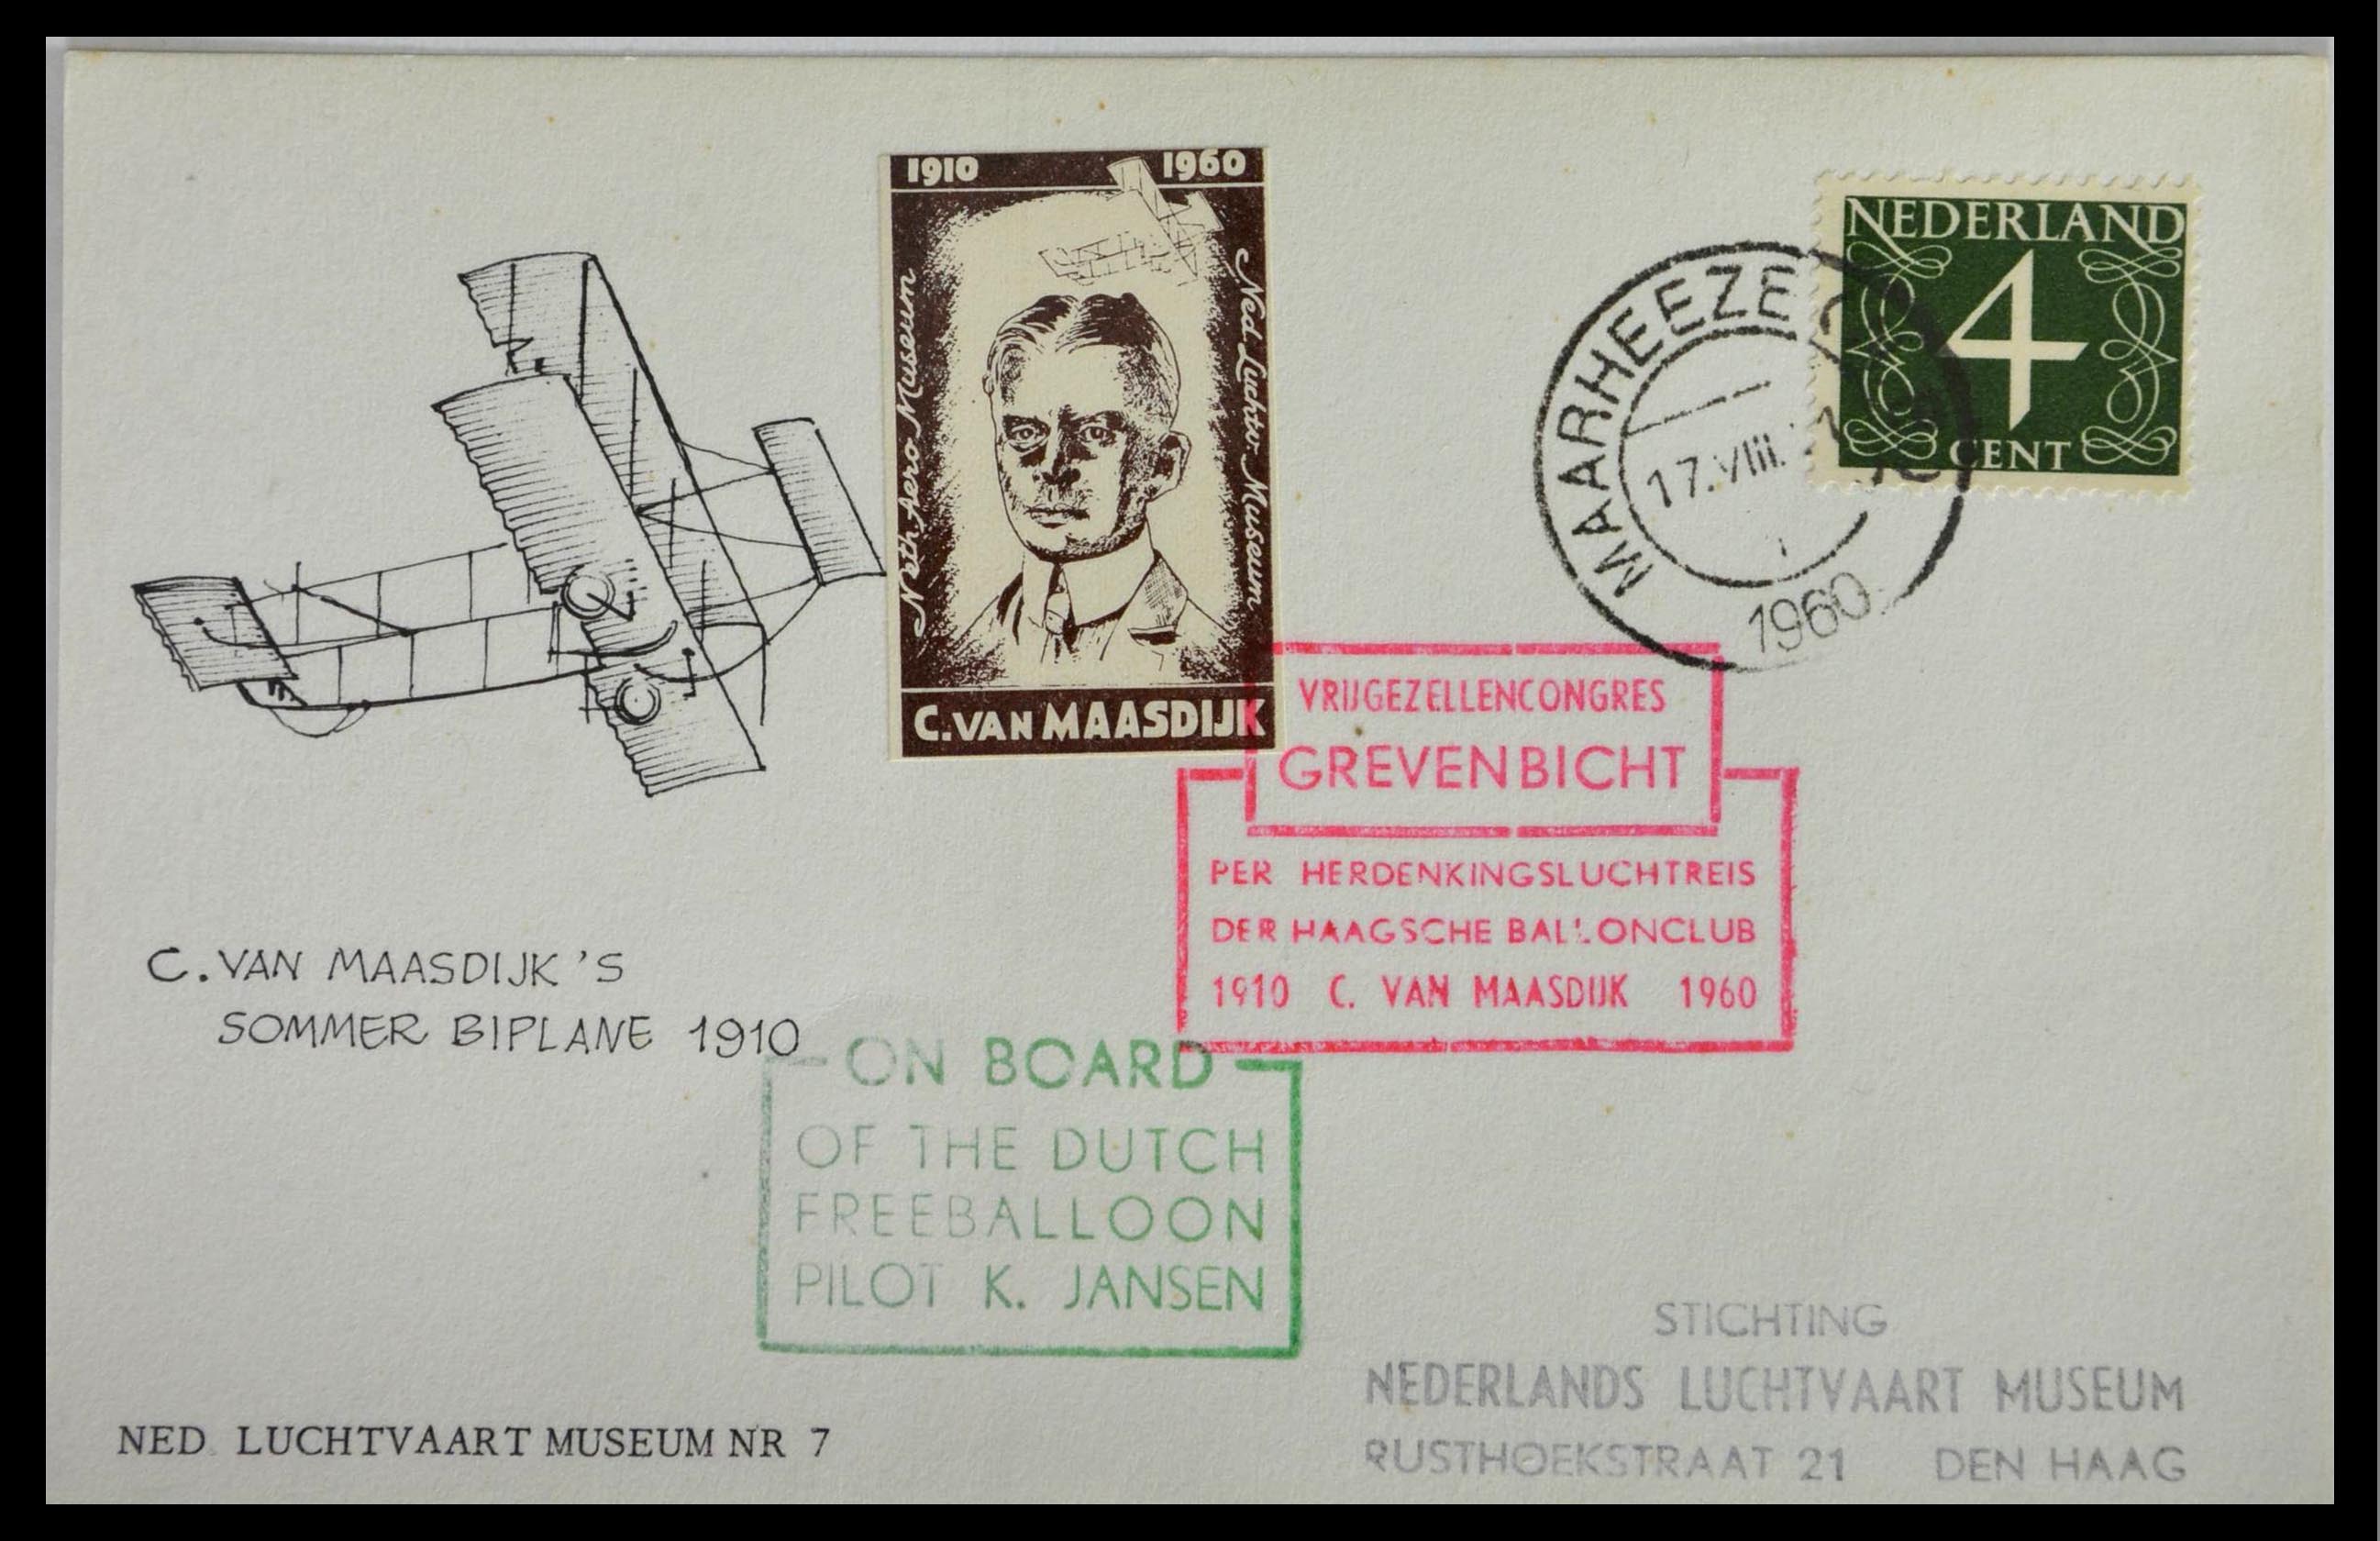 1910 1960
Neth Aero Museum
Ned. Luchtv. Museum
C. VAN MAASDIJK
NEDERLAND
4
CENT
MAARHEEZE
17.VIII.
1960
VRIJGEZELLENCONGRES
GREVENBICHT
PER HERDENKINGSLUCHTREIS
DER HAAGSCHE BALLONCLUB
1910 C. VAN MAASDIJK 1960
C. VAN MAASDIJK'S
SOMMER BIPLANE 1910
ON BOARD
OF THE DUTCH
FREEBALLOON
PILOT K. JANSEN
STICHTING
NEDERLANDS LUCHTVAART MUSEUM
RUSTHOEKSTRAAT 21 DEN HAAG
NED. LUCHTVAART MUSEUM NR 7